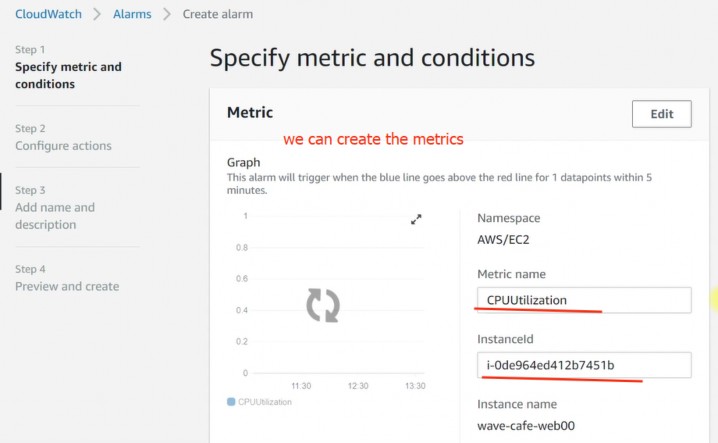 CloudWatch > Alarms > Create alarm
Step 1
Specify metric and
conditions
Step 2
Configure actions
Step 3
Add name and
description
Step 4
Preview and create
Specify metric and conditions
Metric
Edit
we can create the metrics
Graph
This alarm will trigger when the blue line goes above the red line for 1 datapoints within 5
minutes.
1
0.8
0.6
0.4
0.2
0
11:30 12:30 13:30
CPUUtilization
Namespace
AWS/EC2
Metric name
CPUUtilization
InstanceId
i-0de964ed412b7451b
Instance name
wave-cafe-web00